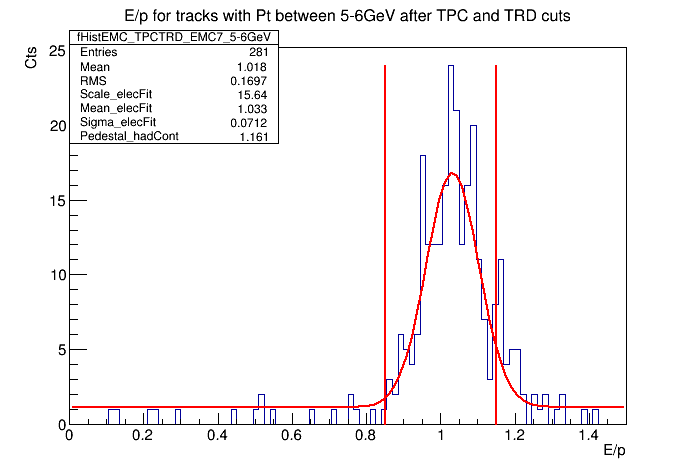 E/p for tracks with Pt between 5-6GeV after TPC and TRD cuts
fHistEMC_TPCTRD_EMC7_5-6GeV
Entries 281
Mean 1.018
RMS 0.1697
Scale_elecFit 15.64
Mean_elecFit 1.033
Sigma_elecFit 0.0712
Pedestal_hadCont 1.161
Cts
25
20
15
10
5
0
0 0.2 0.4 0.6 0.8 1 1.2 1.4
E/p